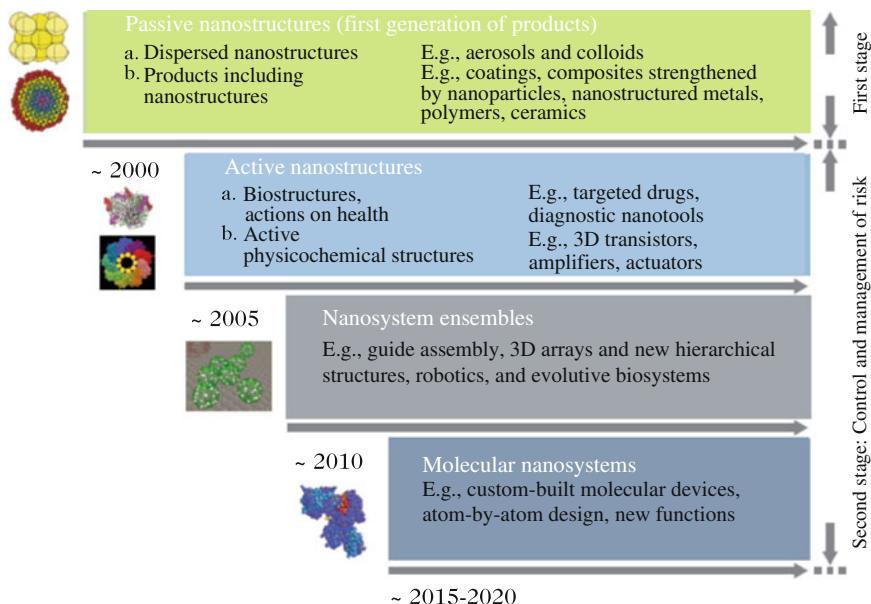 Passive nanostructures (first generation of products)
a. Dispersed nanostructures
E.g., aerosols and colloids
b. Products including
nanostructures
E.g., coatings, composites strengthened
by nanoparticles, nanostructured metals,
polymers, ceramics
First stage
~ 2000
Active nanostructures
a. Biostructures,
actions on health
E.g., targeted drugs,
diagnostic nanotools
b. Active
physicochemical structures
E.g., 3D transistors,
amplifiers, actuators
~ 2005
Nanosystem ensembles
E.g., guide assembly, 3D arrays and new hierarchical
structures, robotics, and evolutive biosystems
~ 2010
Molecular nanosystems
E.g., custom-built molecular devices,
atom-by-atom design, new functions
Second stage: Control and management of risk
~ 2015-2020